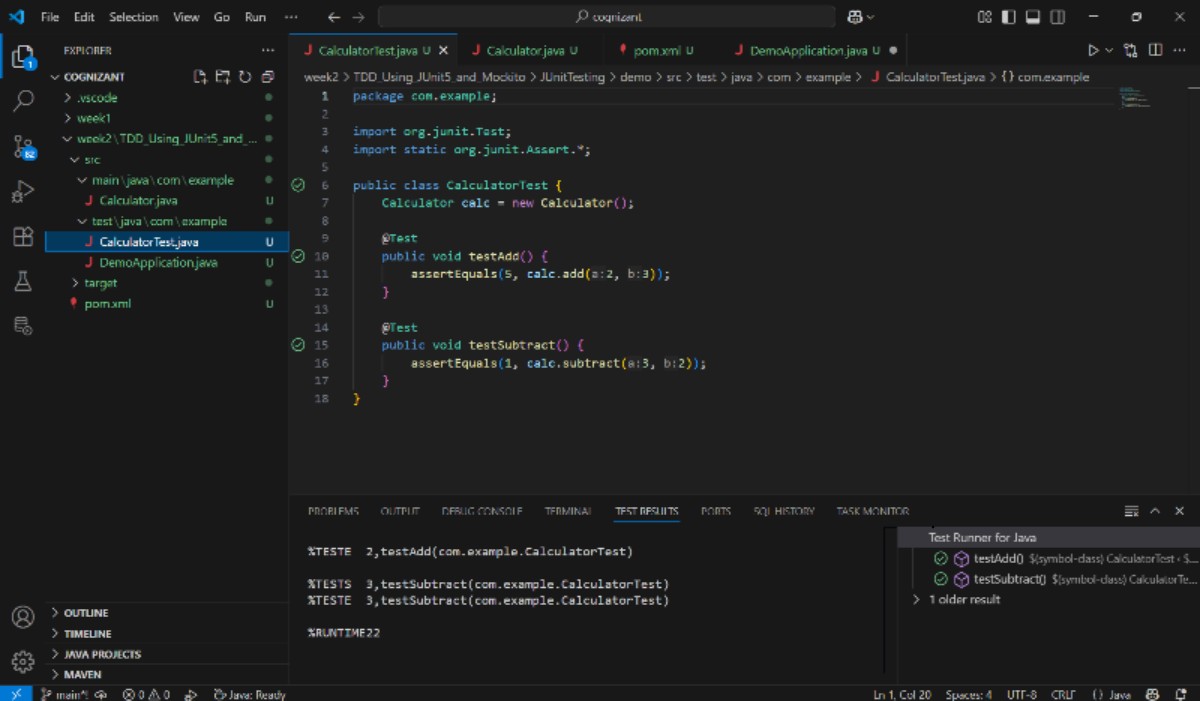 File Edit Selection View Go Run ··· cognizant
EXPLORER ···
COGNIZANT
.vscode
week1
week2\TDD_Using_JUnit5_and_...
src
main\java\com\example
Calculator.java U
test\java\com\example
CalculatorTest.java U
DemoApplication.java U
target
pom.xml U
OUTLINE
TIMELINE
JAVA PROJECTS
MAVEN
CalculatorTest.java U Calculator.java U pom.xml U DemoApplication.java U
week2 > TDD_Using_JUnit5_and_Mockito > JUnitTesting > demo > src > test > java > com > example > CalculatorTest.java > {} com.example
1 package com.example;
2
3 import org.junit.Test;
4 import static org.junit.Assert.*;
5
6 public class CalculatorTest {
7 Calculator calc = new Calculator();
8
9 @Test
10 public void testAdd() {
11 assertEquals(5, calc.add(a:2, b:3));
12 }
13
14 @Test
15 public void testSubtract() {
16 assertEquals(1, calc.subtract(a:3, b:2));
17 }
18 }
PROBLEMS OUTPUT DEBUG CONSOLE TERMINAL TEST RESULTS PORTS SQL HISTORY TASK MONITOR
%TESTE 2,testAdd(com.example.CalculatorTest)
%TESTS 3,testSubtract(com.example.CalculatorTest)
%TESTE 3,testSubtract(com.example.CalculatorTest)
%RUNTIME22
Test Runner for Java
testAdd() $(symbol-class) CalculatorTest < $...
testSubtract() $(symbol-class) CalculatorTe...
1 older result
main*! 0 0 Java: Ready Ln 1, Col 20 Spaces: 4 UTF-8 CRLF {} Java